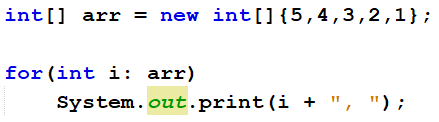 int[] arr = new int[]{5,4,3,2,1};
for(int i: arr)
    System.out.print(i + ", ");